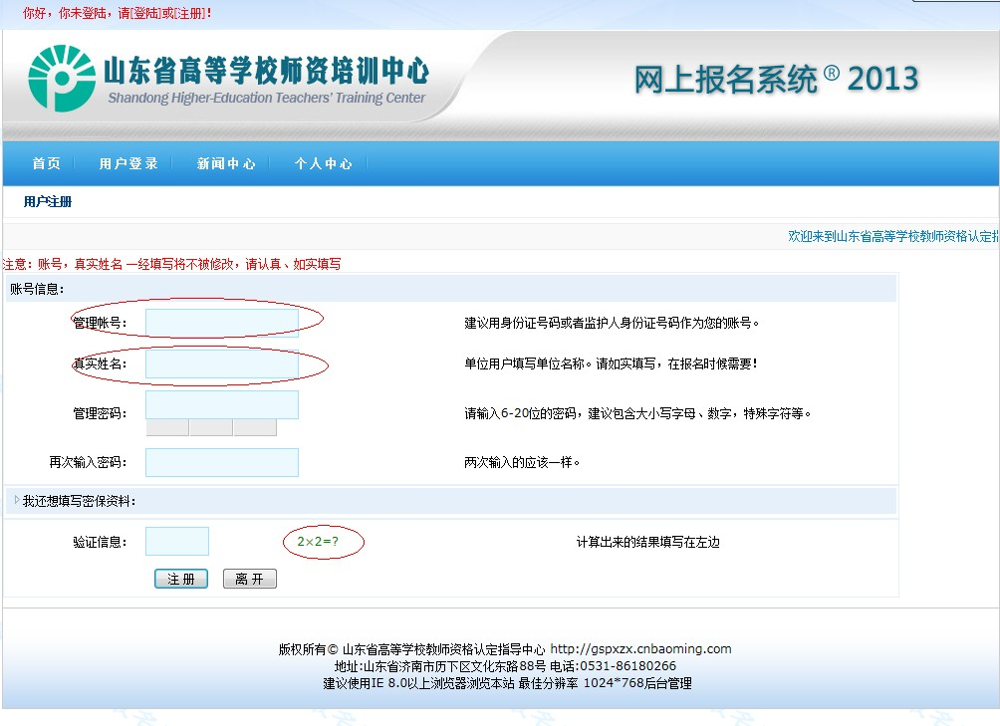 你好，你未登陆，请[登陆]或[注册]！
山东省高等学校师资培训中心
Shandong Higher-Education Teachers' Training Center
网上报名系统® 2013
首页 用户登录 新闻中心 个人中心
用户注册
欢迎来到山东省高等学校教师资格认定指
注意：账号，真实姓名 一经填写将不被修改，请认真、如实填写
账号信息：
管理帐号： 建议用身份证号码或者监护人身份证号码作为您的账号。
真实姓名： 单位用户填写单位名称。请如实填写，在报名时候需要！
管理密码： 请输入6-20位的密码，建议包含大小写字母、数字，特殊字符等。
再次输入密码： 两次输入的应该一样。
我还想填写密保资料：
验证信息： 2×2=? 计算出来的结果填写在左边
注 册 离 开
版权所有© 山东省高等学校教师资格认定指导中心 http://gspxzx.cnbaoming.com
地址:山东省济南市历下区文化东路88号 电话:0531-86180266
建议使用IE 8.0以上浏览器浏览本站 最佳分辨率 1024*768后台管理